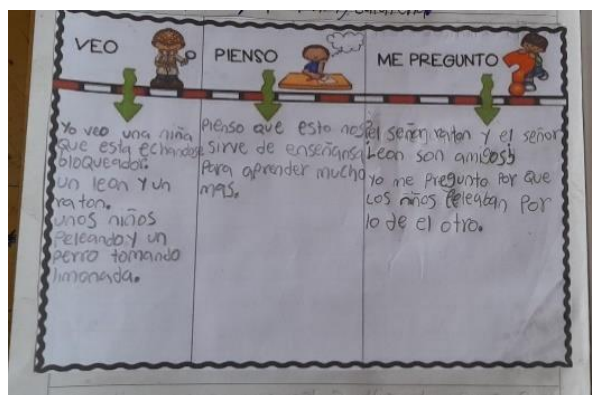 VEO
PIENSO
ME PREGUNTO
Yo veo una niña
que esta echandose
bloqueador.
un leon y un
raton.
unos niños
peleando y un
perro tomando
limonada.
Pienso que esto nos
sirve de enseñansa
Para aprender mucho
mas.
el señor raton y el señor
Leon son amigos
yo me pregunto por que
Los niños peleaban por
lo de el otro.